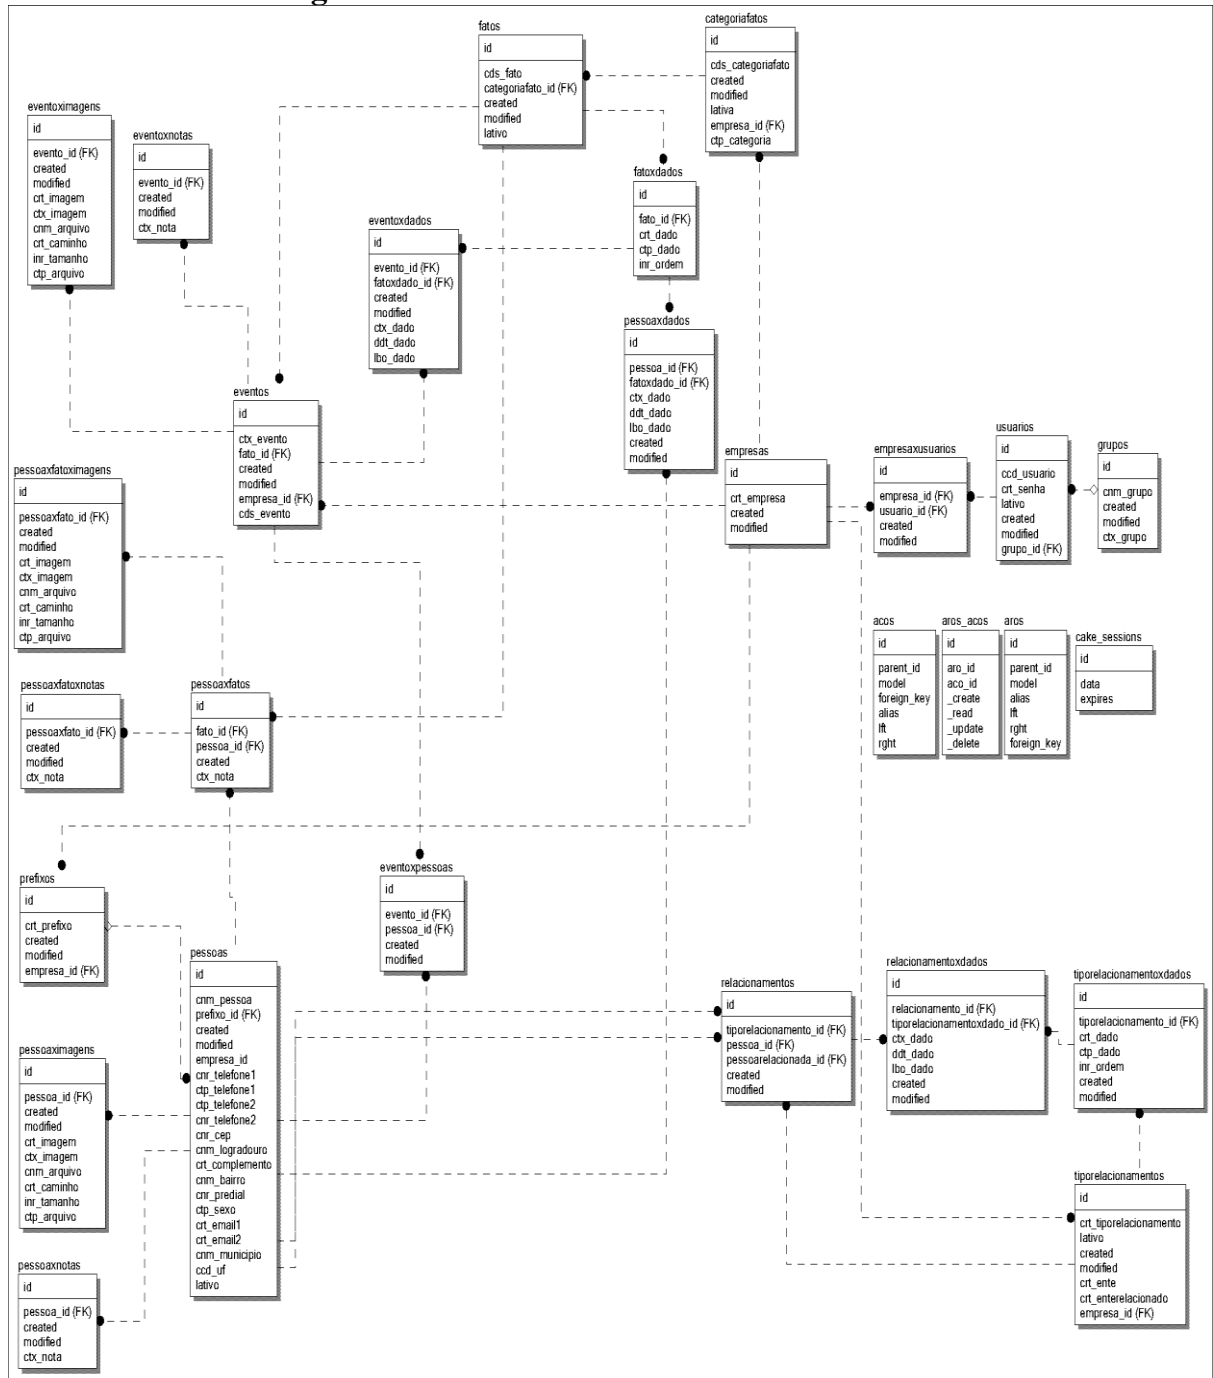 fatos
id
cds_fato
categoriafato_id (FK)
created
modified
lativo
categoriafatos
id
cds_categoriafato
created
modified
lativa
empresa_id (FK)
ctp_categoria
eventoximagens
id
evento_id (FK)
created
modified
crt_imagem
ctx_imagem
cnm_arquivo
crt_caminho
inr_tamanho
ctp_arquivo
eventoxnotas
id
evento_id (FK)
created
modified
ctx_nota
fatoxdados
id
fato_id (FK)
crt_dado
ctp_dado
inr_ordem
eventoxdados
id
evento_id (FK)
fatoxdado_id (FK)
created
modified
ctx_dado
ddt_dado
lbo_dado
pessoaxdados
id
pessoa_id (FK)
fatoxdado_id (FK)
ctx_dado
ddt_dado
lbo_dado
created
modified
eventos
id
ctx_evento
fato_id (FK)
created
modified
empresa_id (FK)
cds_evento
empresas
id
crt_empresa
created
modified
empresaxusuarios
id
empresa_id (FK)
usuario_id (FK)
created
modified
usuarios
id
ccd_usuario
crt_senha
lativo
created
modified
grupo_id (FK)
grupos
id
cnm_grupo
created
modified
ctx_grupo
pessoaxfatoximagens
id
pessoaxfato_id (FK)
created
modified
crt_imagem
ctx_imagem
cnm_arquivo
crt_caminho
inr_tamanho
ctp_arquivo
acos
id
parent_id
model
foreign_key
alias
lft
rght
aros_acos
id
aro_id
aco_id
_create
_read
_update
_delete
aros
id
parent_id
model
alias
lft
rght
foreign_key
cake_sessions
id
data
expires
pessoaxfatoxnotas
id
pessoaxfato_id (FK)
created
modified
ctx_nota
pessoaxfatos
id
fato_id (FK)
pessoa_id (FK)
created
ctx_nota
prefixos
id
crt_prefixo
created
modified
empresa_id (FK)
eventoxpessoas
id
evento_id (FK)
pessoa_id (FK)
created
modified
pessoas
id
cnm_pessoa
prefixo_id (FK)
created
modified
empresa_id
cnr_telefone1
ctp_telefone1
ctp_telefone2
cnr_telefone2
cnr_cep
cnm_logradouro
crt_complemento
cnm_bairro
cnr_predial
ctp_sexo
crt_email1
crt_email2
cnm_municipio
ccd_uf
lativo
relacionamentos
id
tiporelacionamento_id (FK)
pessoa_id (FK)
pessoarelacionada_id (FK)
created
modified
relacionamentoxdados
id
relacionamento_id (FK)
tiporelacionamentoxdado_id (FK)
ctx_dado
ddt_dado
lbo_dado
created
modified
tiporelacionamentoxdados
id
tiporelacionamento_id (FK)
crt_dado
ctp_dado
inr_ordem
created
modified
pessoaximagens
id
pessoa_id (FK)
created
modified
crt_imagem
ctx_imagem
cnm_arquivo
crt_caminho
inr_tamanho
ctp_arquivo
tiporelacionamentos
id
crt_tiporelacionamento
lativo
created
modified
crt_ente
crt_enterelacionado
empresa_id (FK)
pessoaxnotas
id
pessoa_id (FK)
created
modified
ctx_nota